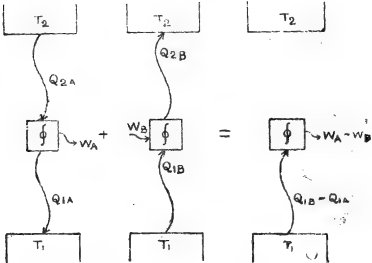 T2 T2 T2
Q2A Q2B
∮ → WA + WB → ∮ = ∮ → WA - WB
Q1A Q1B Q1B - Q1A
T1 T1 T1